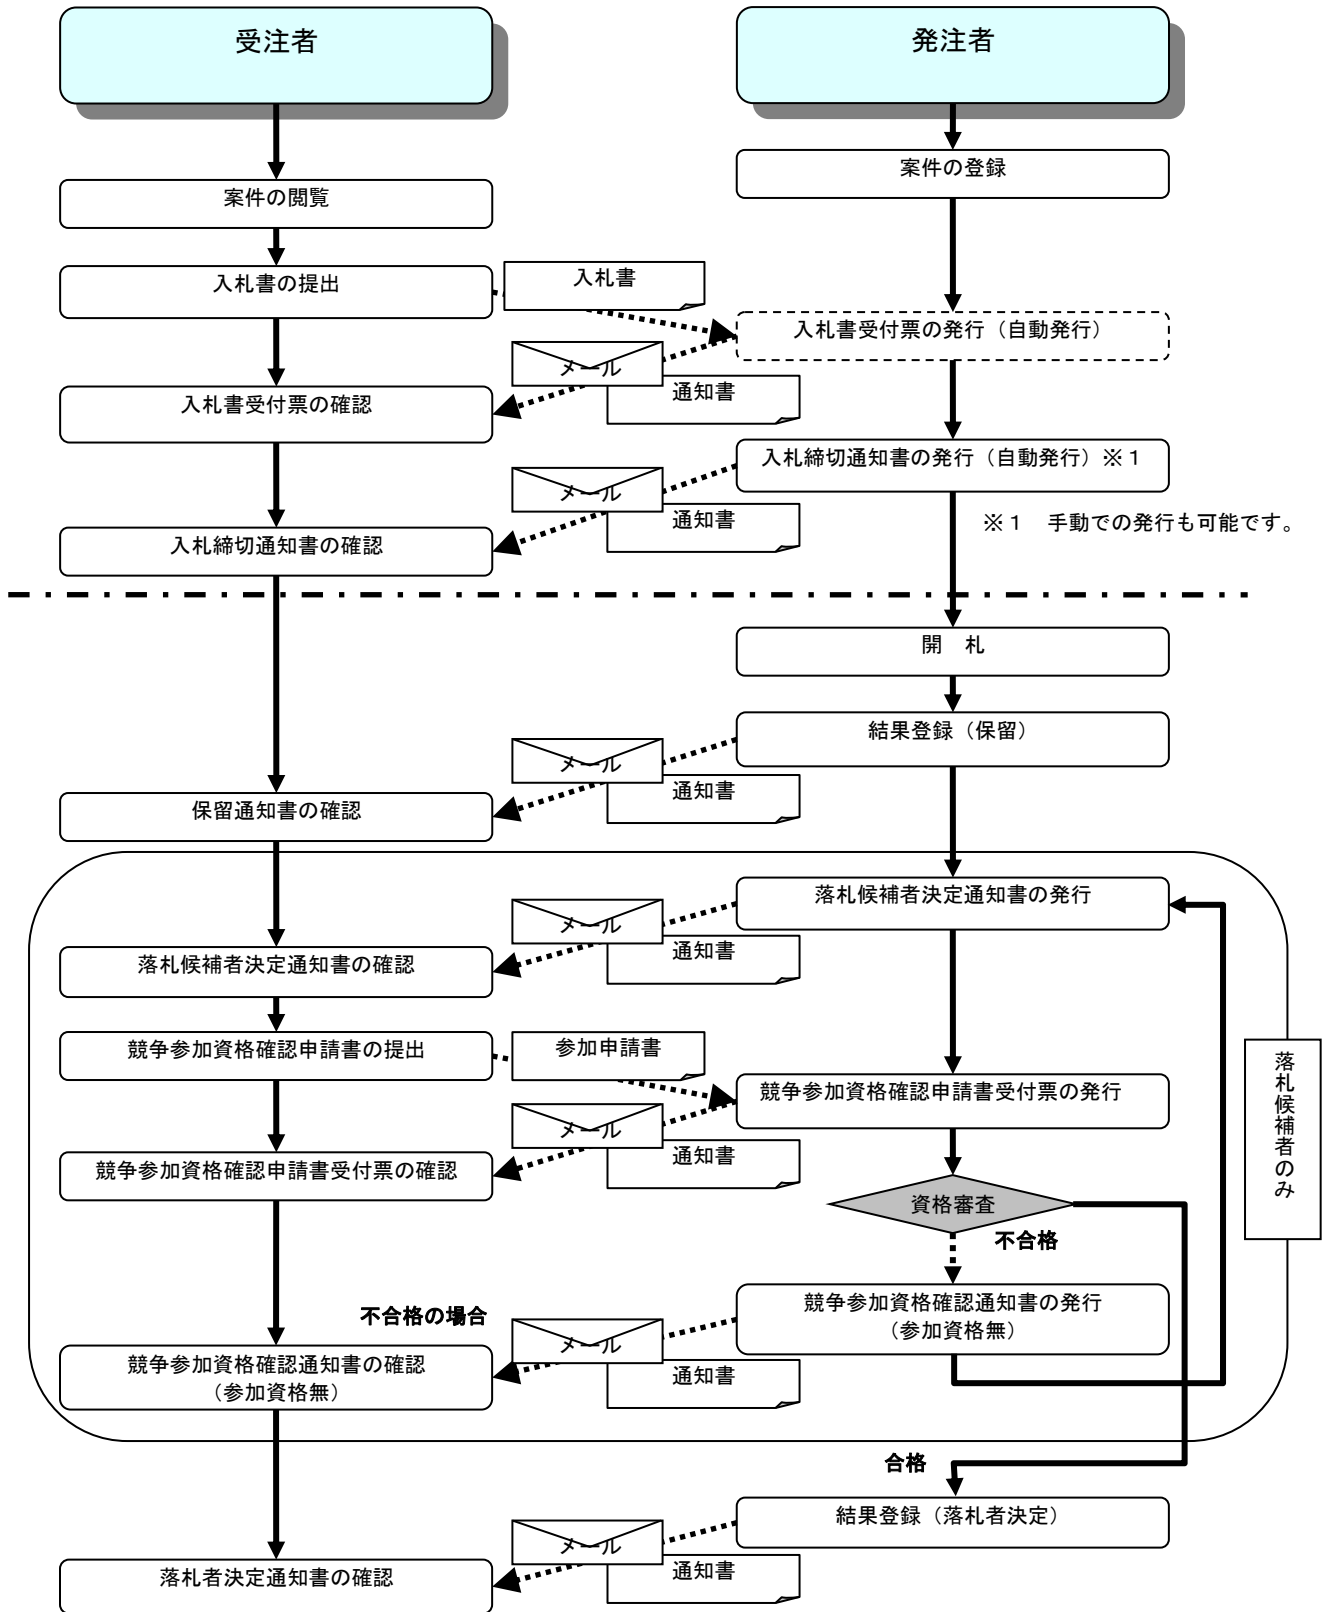 受注者
発注者
案件の登録
案件の閲覧
入札書の提出
入札書
入札書受付票の発行（自動発行）
メール
通知書
入札書受付票の確認
入札締切通知書の発行（自動発行）※１
メール
通知書
※１　手動での発行も可能です。
入札締切通知書の確認
開　札
結果登録（保留）
メール
通知書
保留通知書の確認
落札候補者決定通知書の発行
メール
通知書
落札候補者決定通知書の確認
競争参加資格確認申請書の提出
参加申請書
競争参加資格確認申請書受付票の発行
メール
通知書
競争参加資格確認申請書受付票の確認
落札候補者のみ
資格審査
不合格
競争参加資格確認通知書の発行
（参加資格無）
不合格の場合
メール
通知書
競争参加資格確認通知書の確認
（参加資格無）
合格
結果登録（落札者決定）
メール
通知書
落札者決定通知書の確認